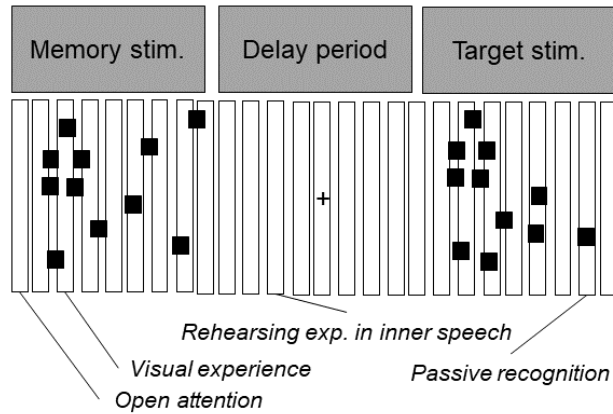 Memory stim.
Delay period
Target stim.
+
Rehearsing exp. in inner speech
Visual experience
Passive recognition
Open attention